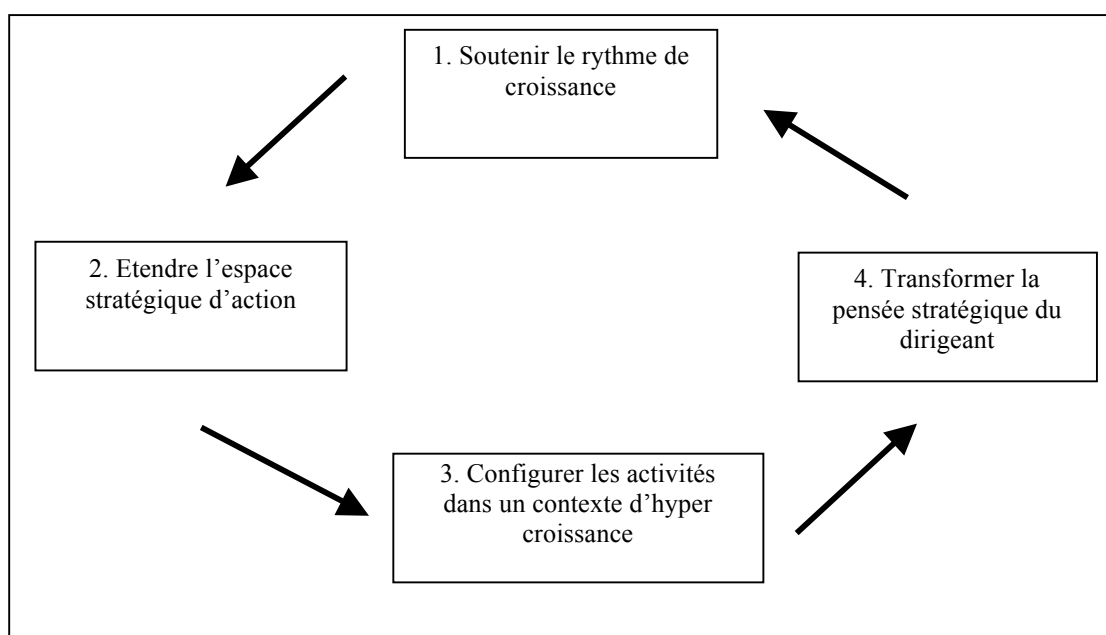 1. Soutenir le rythme de
croissance
2. Etendre l’espace
stratégique d’action
3. Configurer les activités
dans un contexte d’hyper
croissance
4. Transformer la
pensée stratégique du
dirigeant